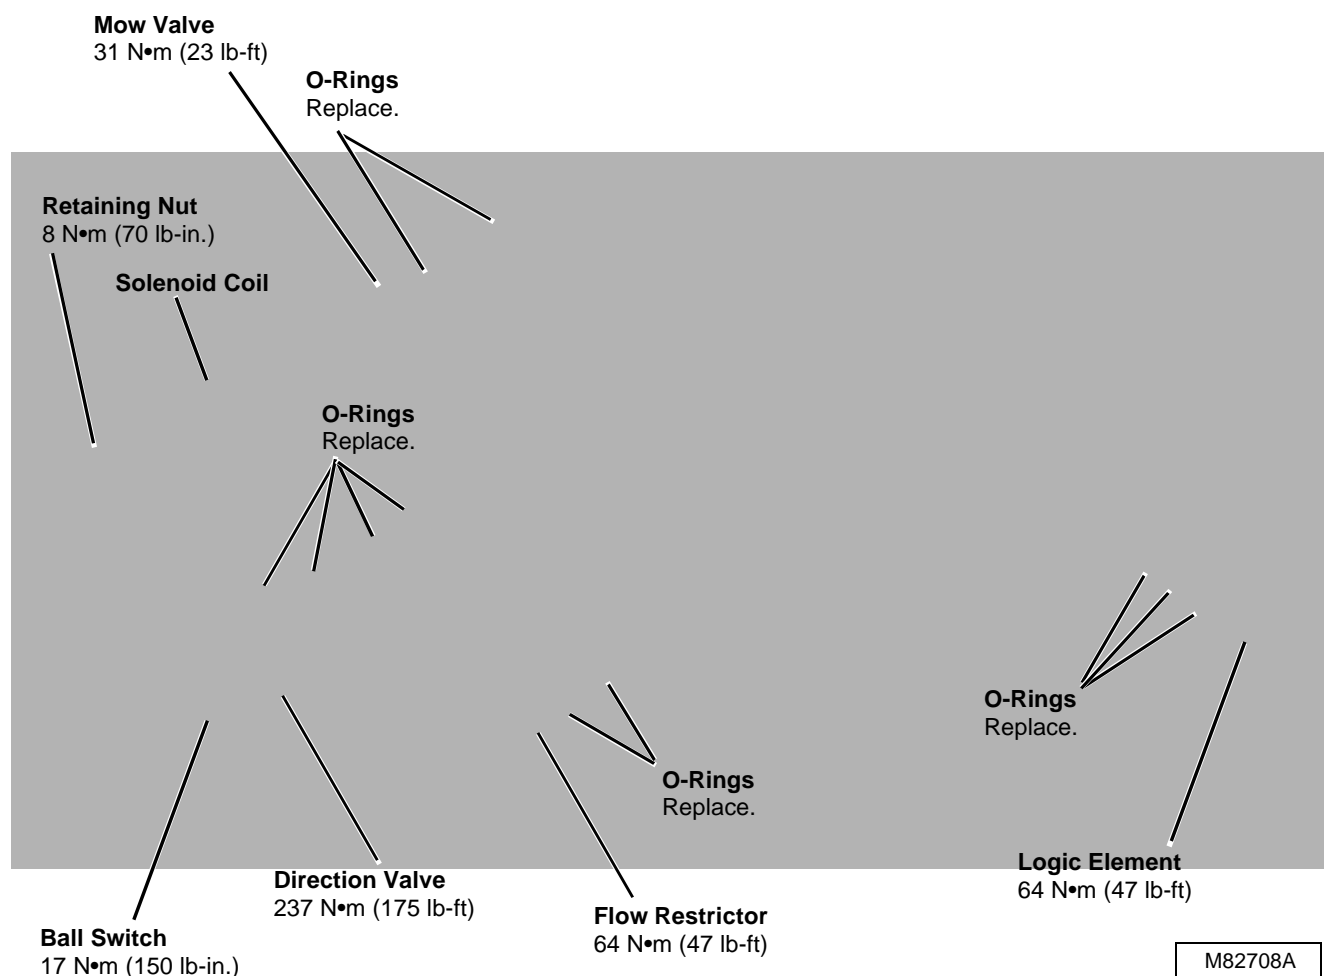 Mow Valve
31 N•m (23 lb-ft)
O-Rings
Replace.
Retaining Nut
8 N•m (70 lb-in.)
Solenoid Coil
O-Rings
Replace.
O-Rings
Replace.
O-Rings
Replace.
Logic Element
64 N•m (47 lb-ft)
Direction Valve
237 N•m (175 lb-ft)
Flow Restrictor
64 N•m (47 lb-ft)
Ball Switch
17 N•m (150 lb-in.)
M82708A